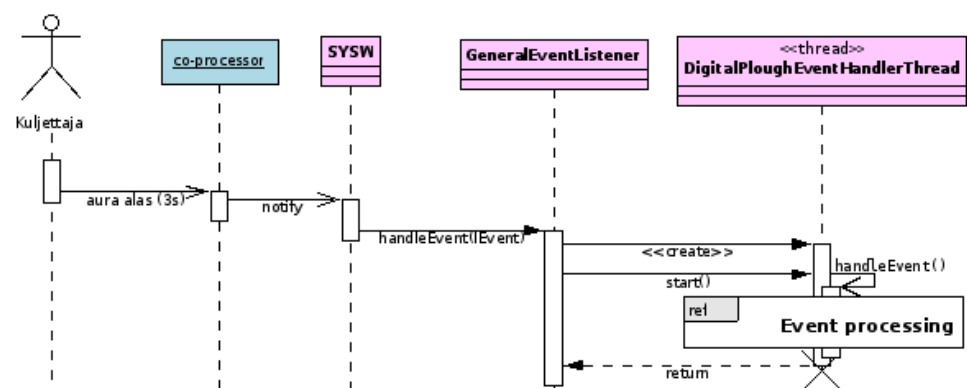 Kuljettaja
co-processor
SYSW
GeneralEventListener
<<thread>>
DigitalPloughEventHandlerThread
aura alas (3s)
notify
handleEvent(IEvent)
<<create>>
start()
handleEvent()
ref
Event processing
return